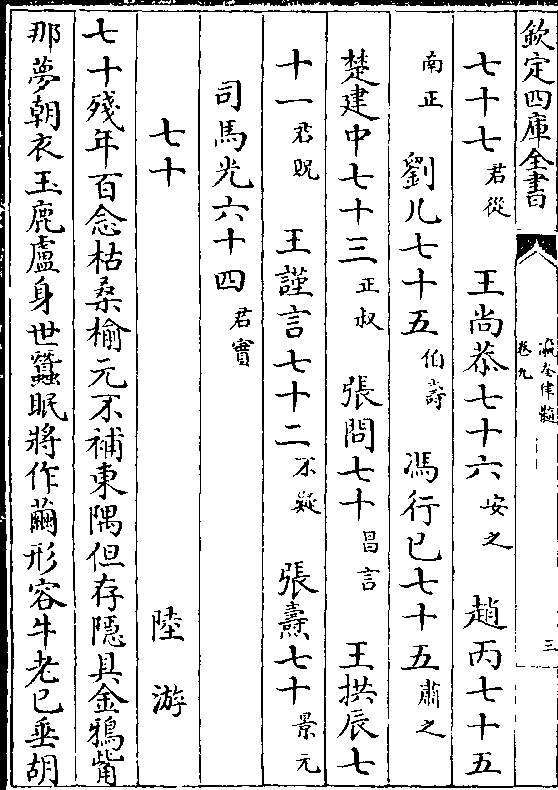 欽定四庫全書
瀛奎律髓
卷九
三
七十七 君從 王尚恭七十六 安之 趙丙七十五
南正 劉几七十五 伯壽 馮行已七十五 肅之
楚建中七十三 正叔 張問七十 昌言 王拱辰七
十一 君貺 王謹言七十二 不疑 張燾七十 景元
司馬光六十四 君實
七十 陸游
七十殘年百念枯桑榆元不補東隅但存隱具金鴉觜
那夢朝衣玉鹿盧身世蠶眠將作繭形容牛老已垂胡